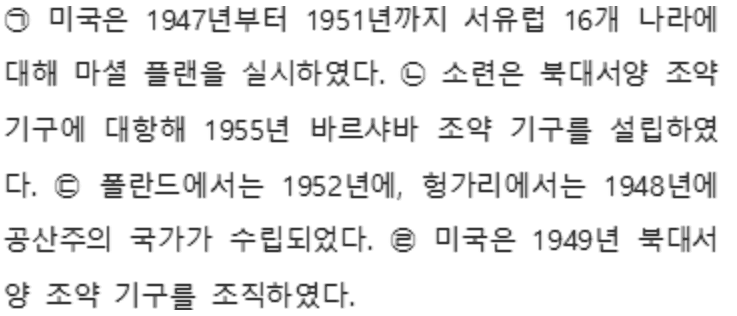 ㉠ 미국은 1947년부터 1951년까지 서유럽 16개 나라에
대해 마셜 플랜을 실시하였다. ㉡ 소련은 북대서양 조약
기구에 대항해 1955년 바르샤바 조약 기구를 설립하였
다. ㉢ 폴란드에서는 1952년에, 헝가리에서는 1948년에
공산주의 국가가 수립되었다. ㉣ 미국은 1949년 북대서
양 조약 기구를 조직하였다.